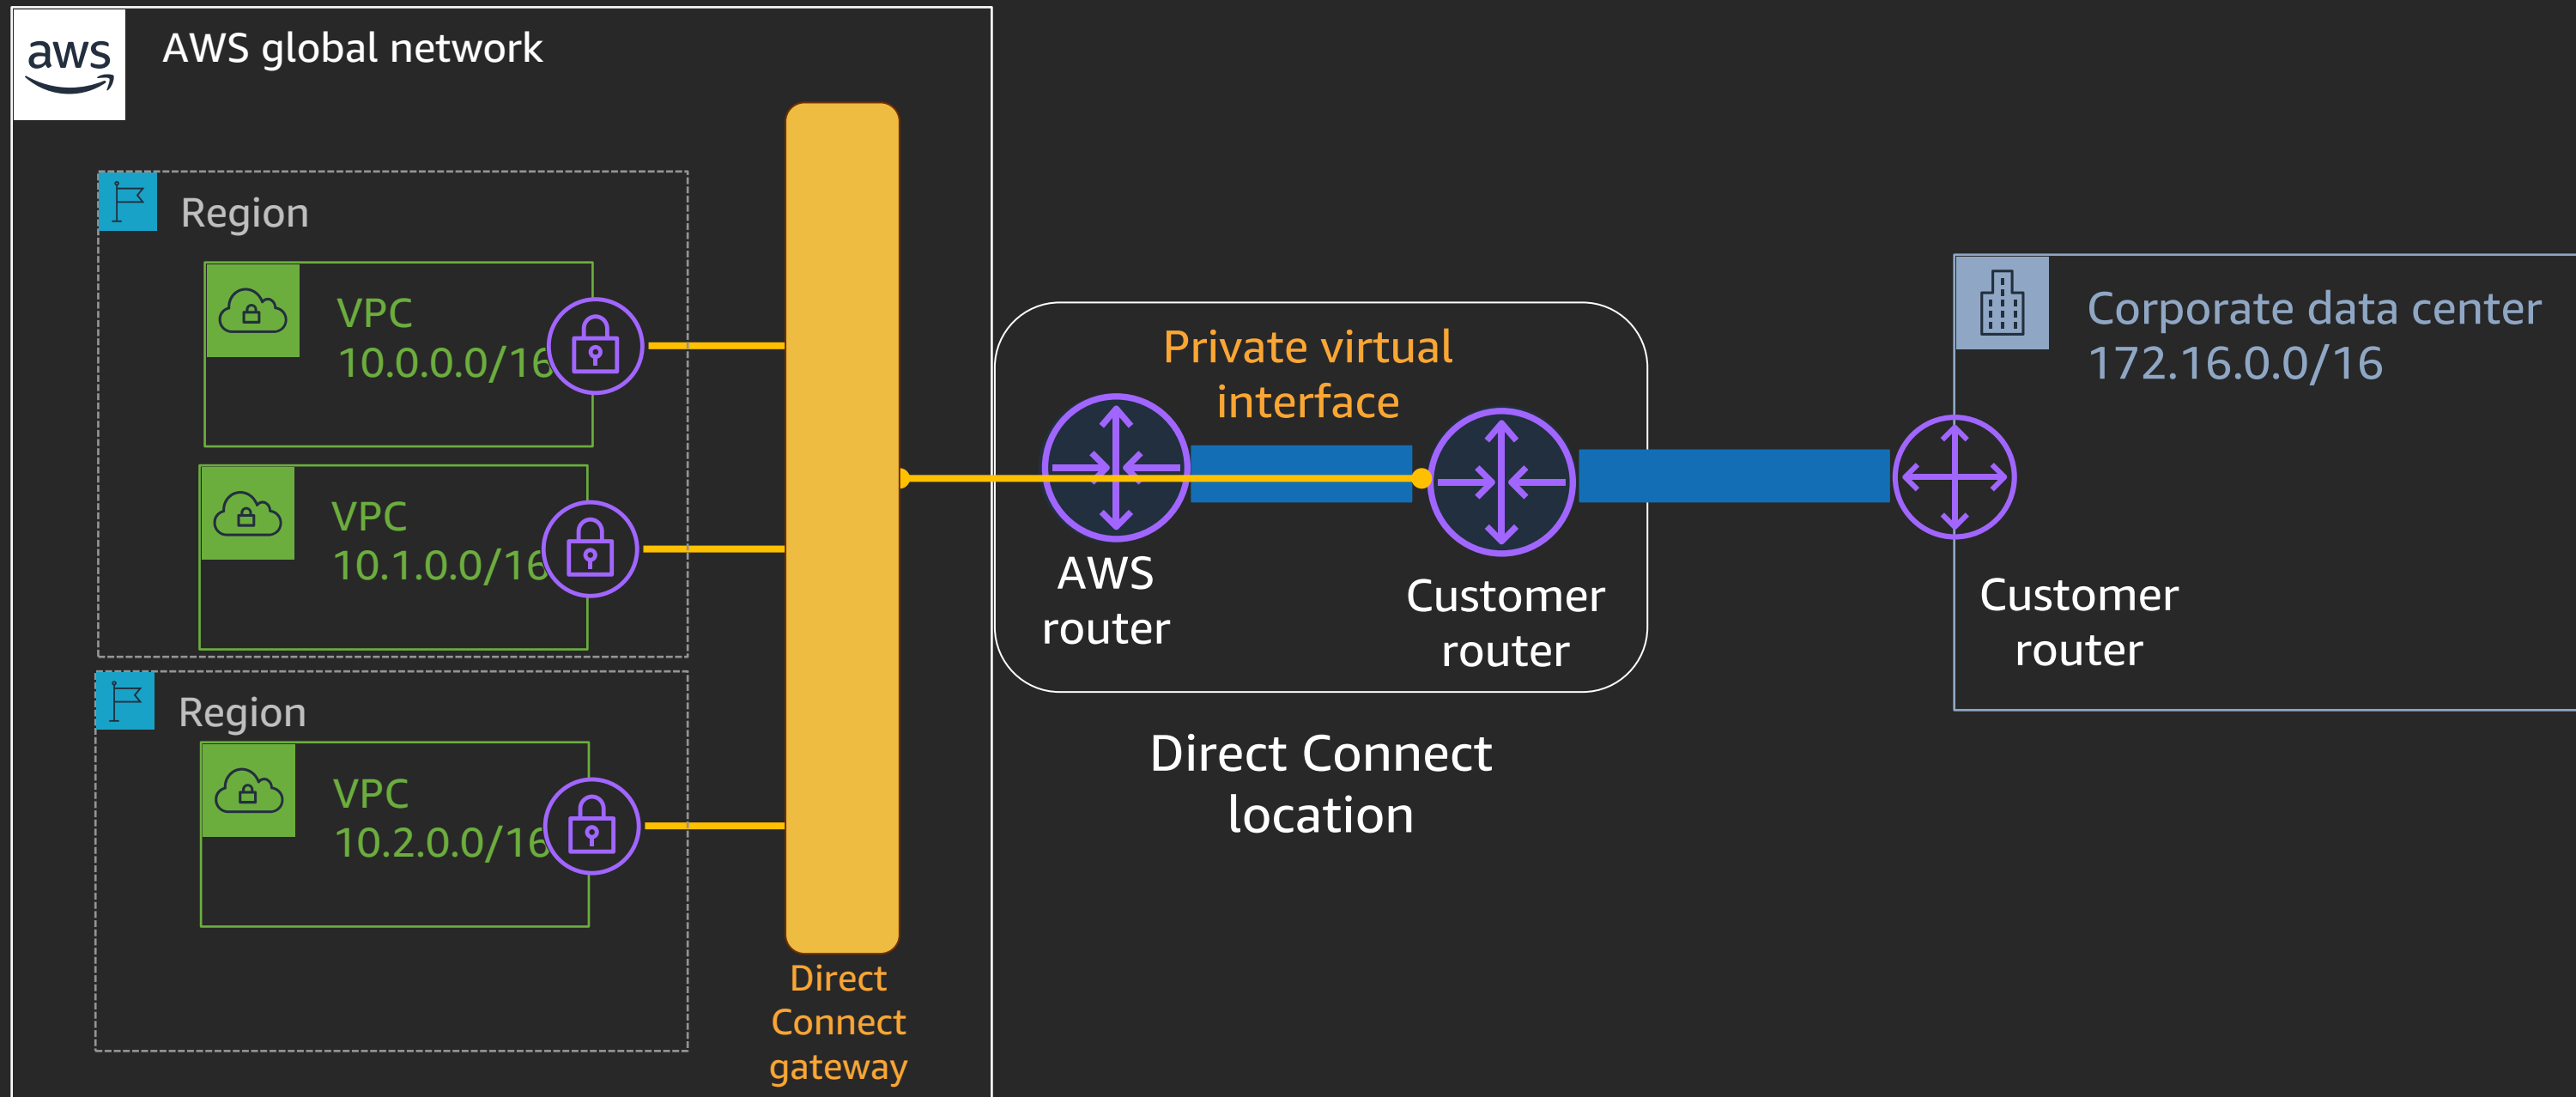 aws
AWS global network
Region
VPC
10.0.0.0/16
VPC
10.1.0.0/16
Region
VPC
10.2.0.0/16
Direct
Connect
gateway
Private virtual
interface
AWS
router
Customer
router
Direct Connect
location
Corporate data center
172.16.0.0/16
Customer
router